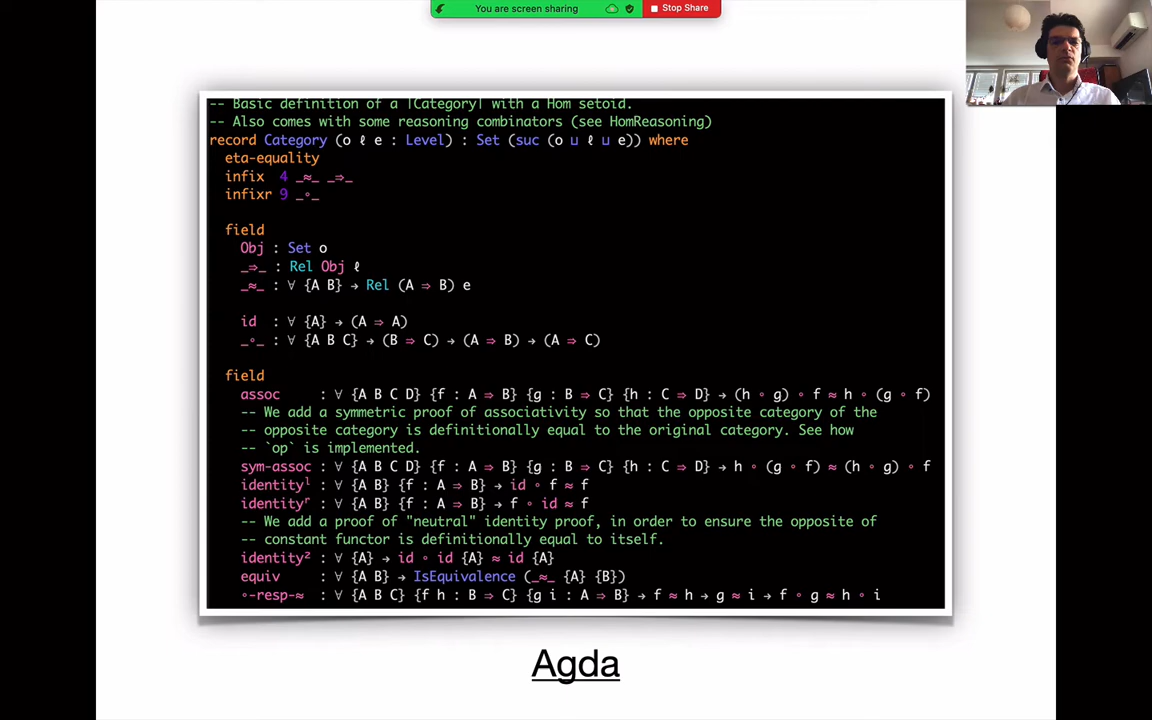 You are screen sharing
Stop Share
-- Basic definition of a |Category| with a Hom setoid.
-- Also comes with some reasoning combinators (see HomReasoning)
record Category (o ℓ e : Level) : Set (suc (o ⊔ ℓ ⊔ e)) where
  eta-equality
  infix  4 _≈_ _⇒_
  infixr 9 _∘_
  field
    Obj : Set o
    _⇒_ : Rel Obj ℓ
    _≈_ : ∀ {A B} → Rel (A ⇒ B) e
    id  : ∀ {A} → (A ⇒ A)
    _∘_ : ∀ {A B C} → (B ⇒ C) → (A ⇒ B) → (A ⇒ C)
  field
    assoc     : ∀ {A B C D} {f : A ⇒ B} {g : B ⇒ C} {h : C ⇒ D} → (h ∘ g) ∘ f ≈ h ∘ (g ∘ f)
    -- We add a symmetric proof of associativity so that the opposite category of the
    -- opposite category is definitionally equal to the original category. See how
    -- `op` is implemented.
    sym-assoc : ∀ {A B C D} {f : A ⇒ B} {g : B ⇒ C} {h : C ⇒ D} → h ∘ (g ∘ f) ≈ (h ∘ g) ∘ f
    identityˡ : ∀ {A B} {f : A ⇒ B} → id ∘ f ≈ f
    identityʳ : ∀ {A B} {f : A ⇒ B} → f ∘ id ≈ f
    -- We add a proof of "neutral" identity proof, in order to ensure the opposite of
    -- constant functor is definitionally equal to itself.
    identity² : ∀ {A} → id ∘ id {A} ≈ id {A}
    equiv     : ∀ {A B} → IsEquivalence (_≈_ {A} {B})
    ∘-resp-≈  : ∀ {A B C} {f h : B ⇒ C} {g i : A ⇒ B} → f ≈ h → g ≈ i → f ∘ g ≈ h ∘ i
Agda